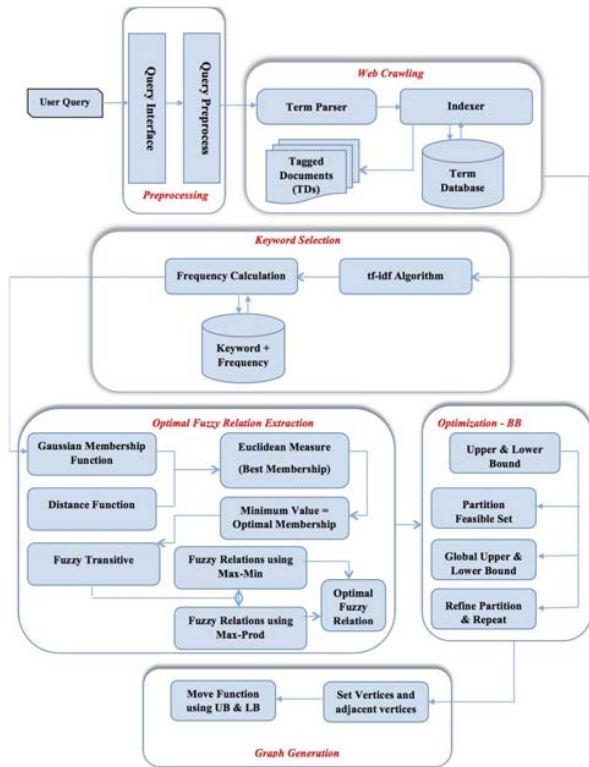 User Query
Query Interface
Query Preprocess
Preprocessing
Web Crawling
Term Parser
Indexer
Tagged
Documents
(TDs)
Term
Database
Keyword Selection
Frequency Calculation
tf-idf Algorithm
Keyword +
Frequency
Optimal Fuzzy Relation Extraction
Gaussian Membership
Function
Euclidean Measure
(Best Membership)
Distance Function
Minimum Value =
Optimal Membership
Fuzzy Transitive
Fuzzy Relations using
Max-Min
Fuzzy Relations using
Max-Prod
Optimal
Fuzzy
Relation
Optimization - BB
Upper & Lower
Bound
Partition
Feasible Set
Global Upper &
Lower Bound
Refine Partition
& Repeat
Move Function
using UB & LB
Set Vertices and
adjacent vertices
Graph Generation